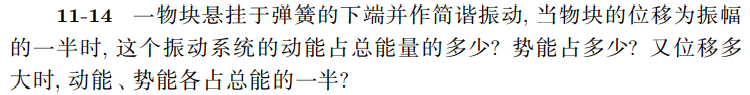 11-14 一物块悬挂于弹簧的下端并作简谐振动, 当物块的位移为振幅
的一半时, 这个振动系统的动能占总能量的多少? 势能占多少? 又位移多
大时, 动能、势能各占总能的一半?